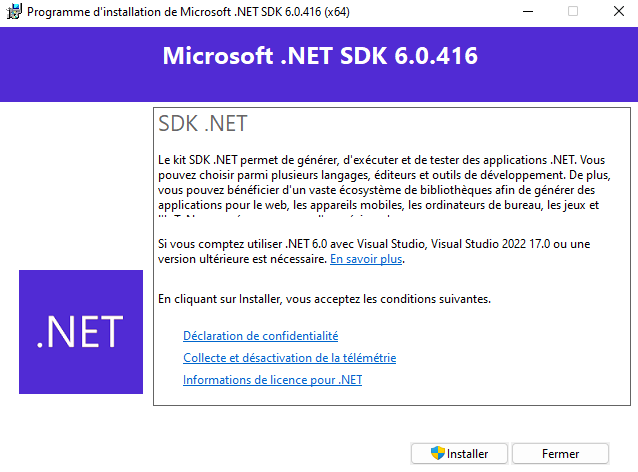 Programme d'installation de Microsoft .NET SDK 6.0.416 (x64)
Microsoft .NET SDK 6.0.416
SDK .NET
Le kit SDK .NET permet de générer, d'exécuter et de tester des applications .NET. Vous
pouvez choisir parmi plusieurs langages, éditeurs et outils de développement. De plus,
vous pouvez bénéficier d'un vaste écosystème de bibliothèques afin de générer des
applications pour le web, les appareils mobiles, les ordinateurs de bureau, les jeux et
Si vous comptez utiliser .NET 6.0 avec Visual Studio, Visual Studio 2022 17.0 ou une
version ultérieure est nécessaire. En savoir plus.
En cliquant sur Installer, vous acceptez les conditions suivantes.
.NET
Déclaration de confidentialité
Collecte et désactivation de la télémétrie
Informations de licence pour .NET
Installer
Fermer